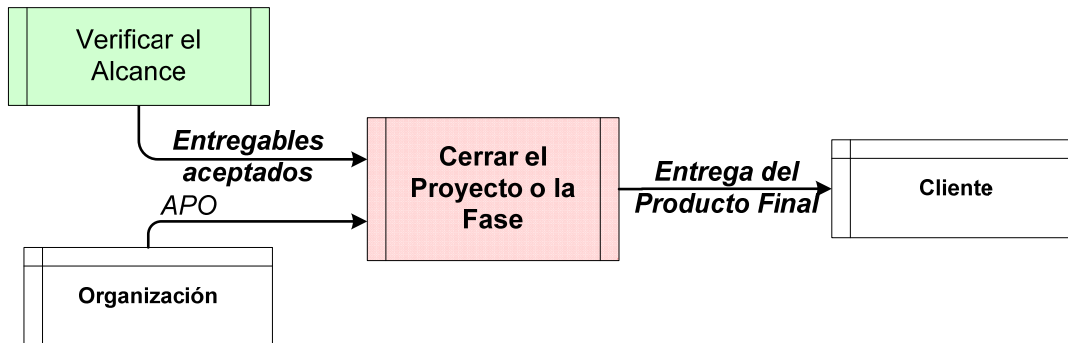 Verificar el
Alcance
Entregables
aceptados
APO
Organización
Cerrar el
Proyecto o la
Fase
Entrega del
Producto Final
Cliente